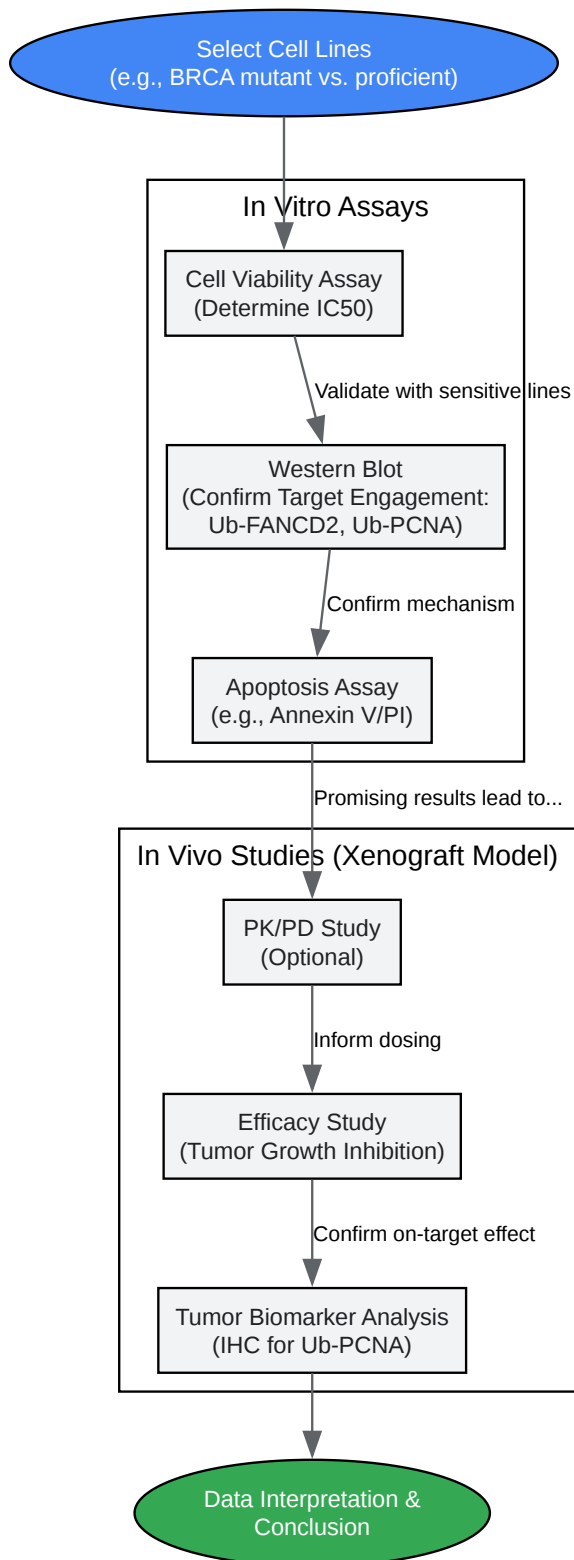 Select Cell Lines
(e.g., BRCA mutant vs. proficient)
In Vitro Assays
Cell Viability Assay
(Determine IC50)
Validate with sensitive lines
Western Blot
(Confirm Target Engagement:
Ub-FANCD2, Ub-PCNA)
Confirm mechanism
Apoptosis Assay
(e.g., Annexin V/PI)
Promising results lead to...
In Vivo Studies (Xenograft Model)
PK/PD Study
(Optional)
Inform dosing
Efficacy Study
(Tumor Growth Inhibition)
Confirm on-target effect
Tumor Biomarker Analysis
(IHC for Ub-PCNA)
Data Interpretation &
Conclusion